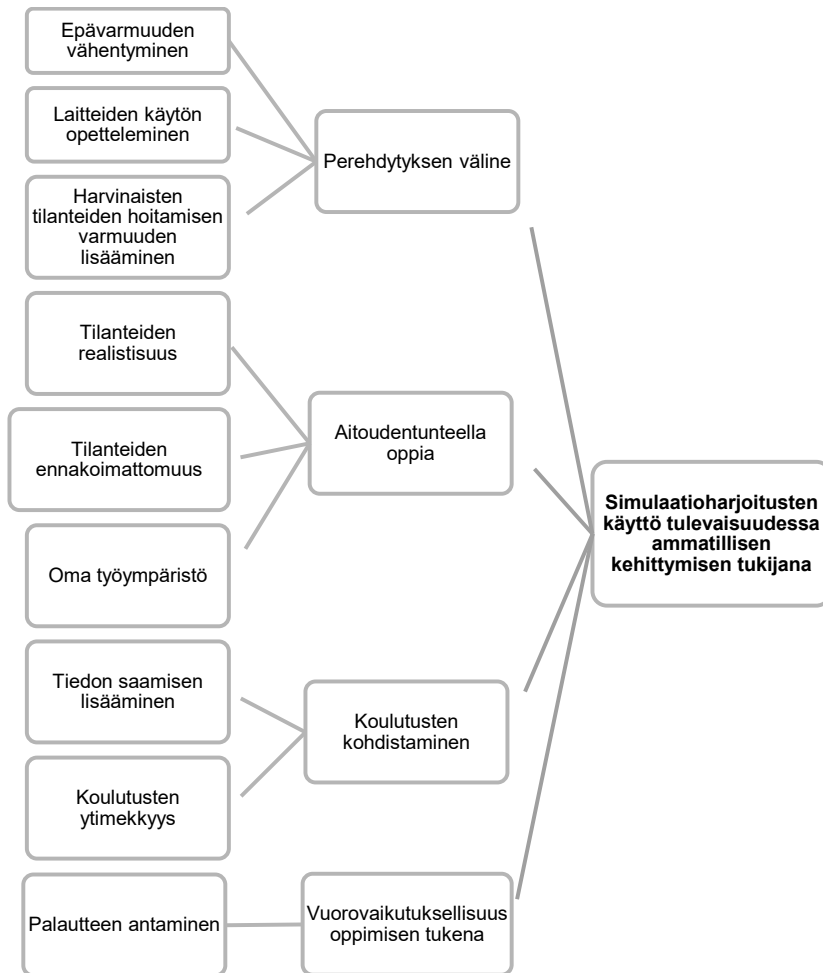 Epävarmuuden
vähentyminen
Laitteiden käytön
opetteleminen
Harvinaisten
tilanteiden hoitamisen
varmuuden
lisääminen
Perehdytyksen väline
Tilanteiden
realistisuus
Tilanteiden
ennakoimattomuus
Oma työympäristö
Aitoudentunteella
oppia
Tiedon saamisen
lisääminen
Koulutusten
ytimekkyys
Koulutusten
kohdistaminen
Palautteen antaminen
Vuorovaikutuksellisuus
oppimisen tukena
Simulaatioharjoitusten
käyttö tulevaisuudessa
ammatillisen
kehittymisen tukijana